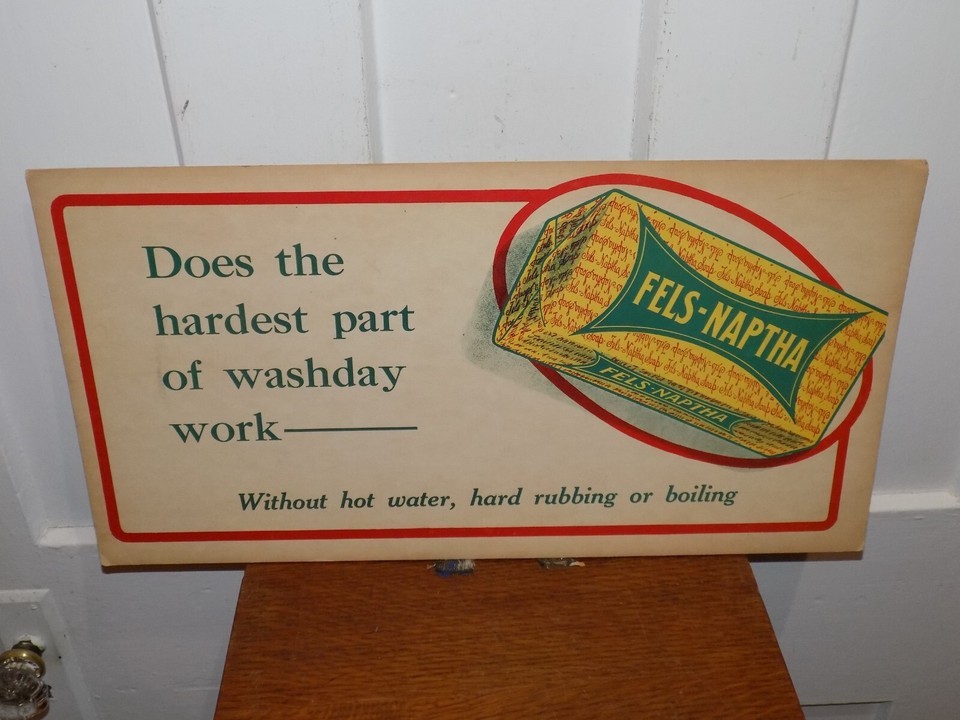 Does the
hardest part
of washday
work—
Without hot water, hard rubbing or boiling
FELS-NAPTHA
FELS-NAPTHA